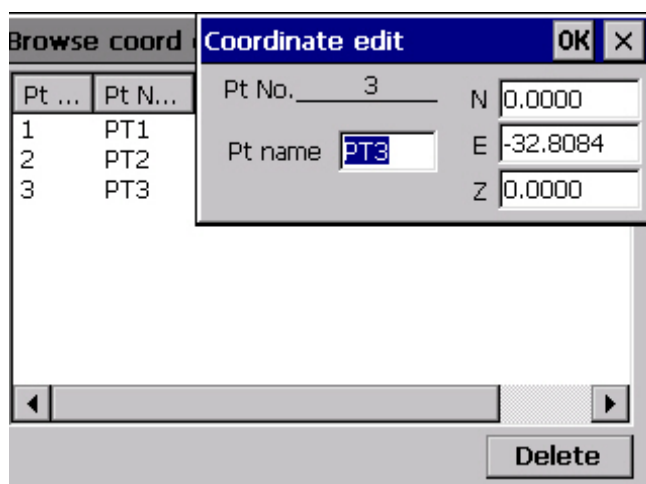 Browse coord
Coordinate edit
OK
Pt ...
Pt N...
Pt No. 3
N 0.0000
Pt name PT3
E -32.8084
Z 0.0000
1 PT1
2 PT2
3 PT3
Delete